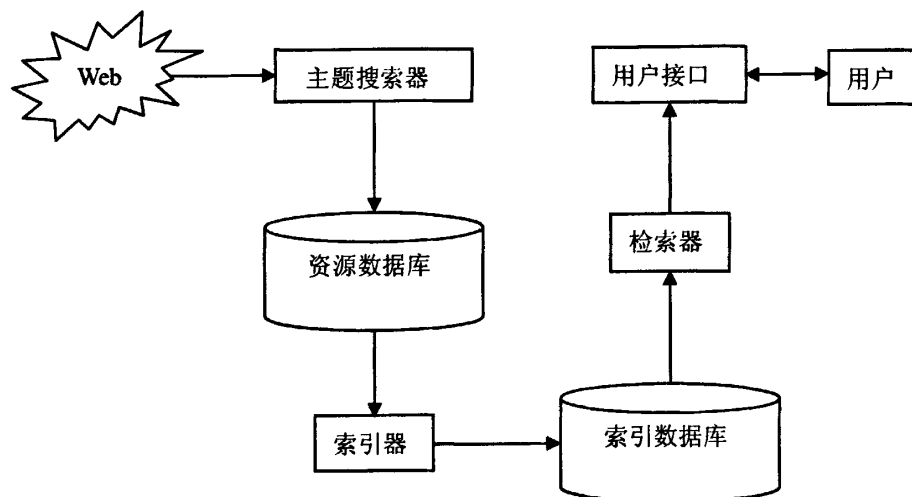 Web
主题搜索器
用户接口
用户
资源数据库
检索器
索引器
索引数据库